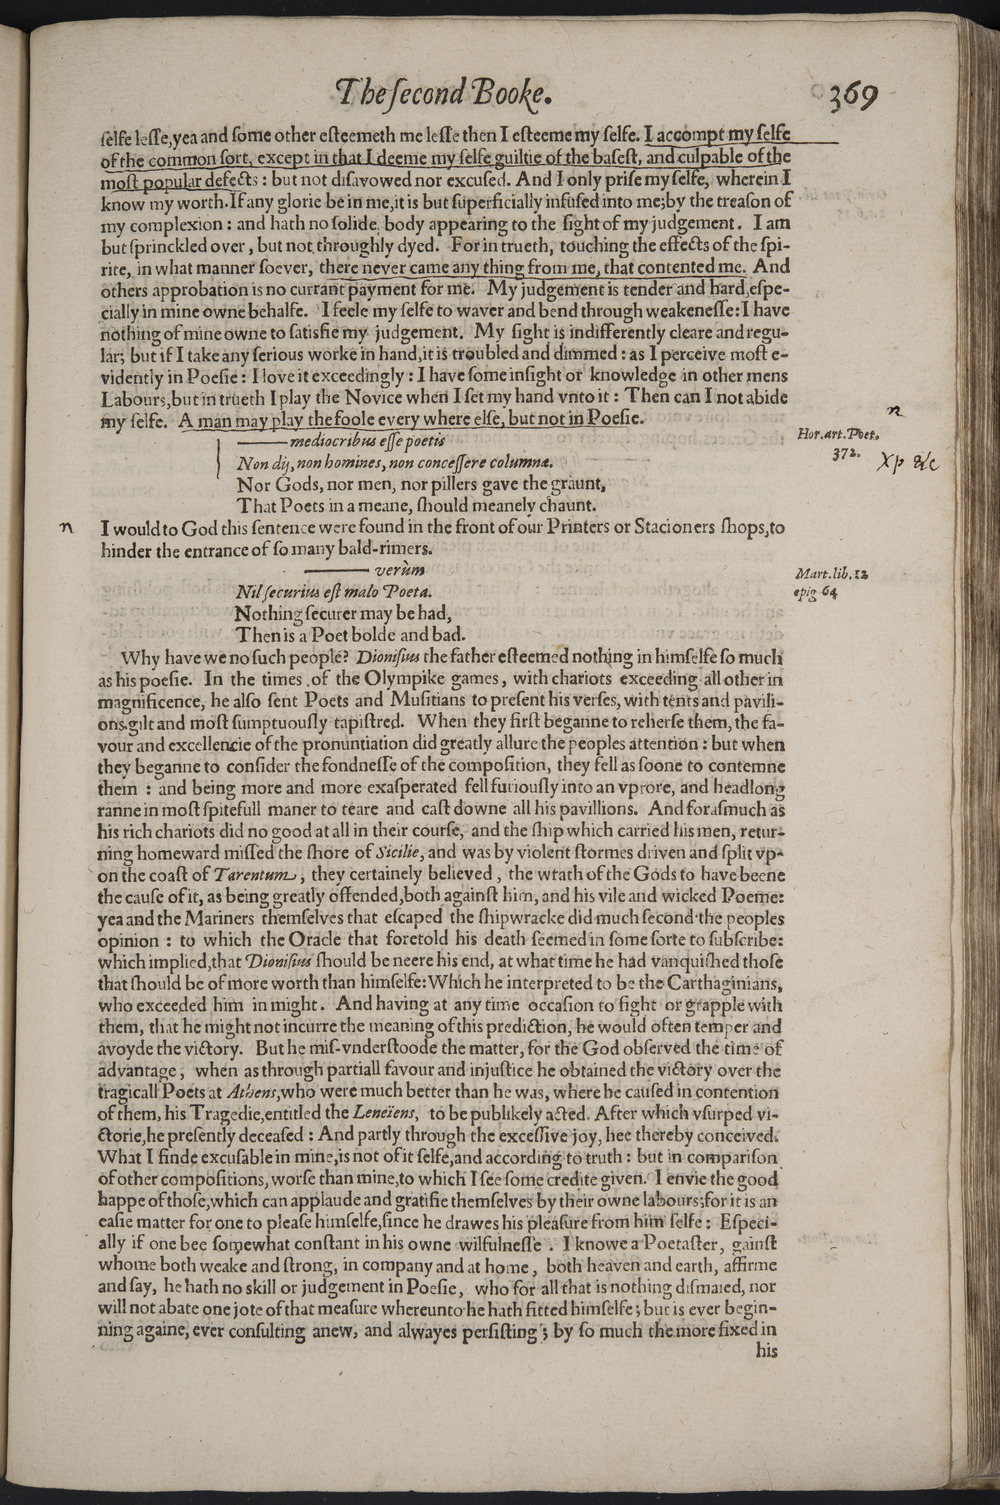 The ſecond Booke. 369
ſelfe leſſe, yea and ſome other eſteemeth me leſſe then I eſteeme my ſelfe. I accompt my ſelfe
of the common ſort, except in that I deeme my ſelfe guiltie of the baſeſt, and culpable of the
moſt popular defects : but not diſavowed nor excuſed. And I only priſe my ſelfe, wherein I
know my worth. If any glorie be in me, it is but ſuperficially infuſed into me; by the treaſon of
my complexion : and hath no ſolide body appearing to the ſight of my judgement. I am
but ſprinckled over, but not throughly dyed. For in trueth, touching the effects of the ſpi-
rite, in what manner ſoever, there never came any thing from me, that contented me. And
others approbation is no currant payment for me. My judgement is tender and hard, eſpe-
cially in mine owne behalfe. I feele my ſelfe to waver and bend through weakeneſſe: I have
nothing of mine owne to ſatisfie my judgement. My ſight is indifferently cleare and regu-
lar; but if I take any ſerious worke in hand, it is troubled and dimmed : as I perceive moſt e-
vidently in Poeſie : I love it exceedingly : I have ſome inſight or knowledge in other mens
Labours, but in trueth I play the Novice when I ſet my hand vnto it : Then can I not abide
my ſelfe. A man may play the foole every where elſe, but not in Poeſie.
n
——mediocribus eſſe poetis
Hor. art. Poet.
372.
Non dij, non homines, non conceſſere columnæ.
Xp &c
Nor Gods, nor men, nor pillers gave the graunt,
That Poets in a meane, ſhould meanely chaunt.
n
I would to God this ſentence were found in the front of our Printers or Stacioners ſhops, to
hinder the entrance of ſo many bald-rimers.
——verùm
Mart. lib. 12
epig 64
Nil ſecurius eſt malo Poeta.
Nothing ſecurer may be had,
Then is a Poet bolde and bad.
Why have we no ſuch people? Dioniſius the father eſteemed nothing in himſelfe ſo much
as his poeſie. In the times of the Olympike games, with chariots exceeding all other in
magnificence, he alſo ſent Poets and Muſitians to preſent his verſes, with tents and pavili-
ons gilt and moſt ſumptuouſly tapiſtred. When they firſt beganne to reherſe them, the fa-
vour and excellencie of the pronuntiation did greatly allure the peoples attention : but when
they beganne to conſider the fondneſſe of the compoſition, they fell as ſoone to contemne
them : and being more and more exaſperated fell furiouſly into an vprore, and headlong
ranne in moſt ſpitefull maner to teare and caſt downe all his pavillions. And foraſmuch as
his rich chariots did no good at all in their courſe, and the ſhip which carried his men, retur-
ning homeward miſſed the ſhore of Sicilie, and was by violent ſtormes driven and ſplit vp-
on the coaſt of Tarentum, they certainely believed, the wrath of the Gods to have beene
the cauſe of it, as being greatly offended, both againſt him, and his vile and wicked Poeme:
yea and the Mariners themſelves that eſcaped the ſhipwracke did much ſecond the peoples
opinion : to which the Oracle that foretold his death ſeemed in ſome ſorte to ſubſcribe:
which implied, that Dioniſius ſhould be neere his end, at what time he had vanquiſhed thoſe
that ſhould be of more worth than himſelfe: Which he interpreted to be the Carthaginians,
who exceeded him in might. And having at any time occaſion to fight or grapple with
them, that he might not incurre the meaning of this prediction, he would often temper and
avoyde the victory. But he miſ-vnderſtoode the matter, for the God obſerved the time of
advantage, when as through partiall favour and injuſtice he obtained the victory over the
tragicall Poets at Athens, who were much better than he was, where he cauſed in contention
of them, his Tragedie, entitled the Leneïens, to be publikely acted. After which vſurped vi-
ctorie, he preſently deceaſed : And partly through the exceſſive joy, hee thereby conceived.
What I finde excuſable in mine, is not of it ſelfe, and according to truth : but in compariſon
of other compoſitions, worſe than mine, to which I ſee ſome credite given. I envie the good
happe of thoſe, which can applaude and gratifie themſelves by their owne labours; for it is an
eaſie matter for one to pleaſe himſelfe, ſince he drawes his pleaſure from him ſelfe : Eſpeci-
ally if one bee ſomewhat conſtant in his owne wilfulneſſe. I knowe a Poetaſter, gainſt
whome both weake and ſtrong, in company and at home, both heaven and earth, affirme
and ſay, he hath no skill or judgement in Poeſie, who for all that is nothing diſmaied, nor
will not abate one jote of that meaſure whereunto he hath fitted himſelfe; but is ever begin-
ning againe, ever conſulting anew, and alwayes perſiſting; by ſo much the more fixed in
his